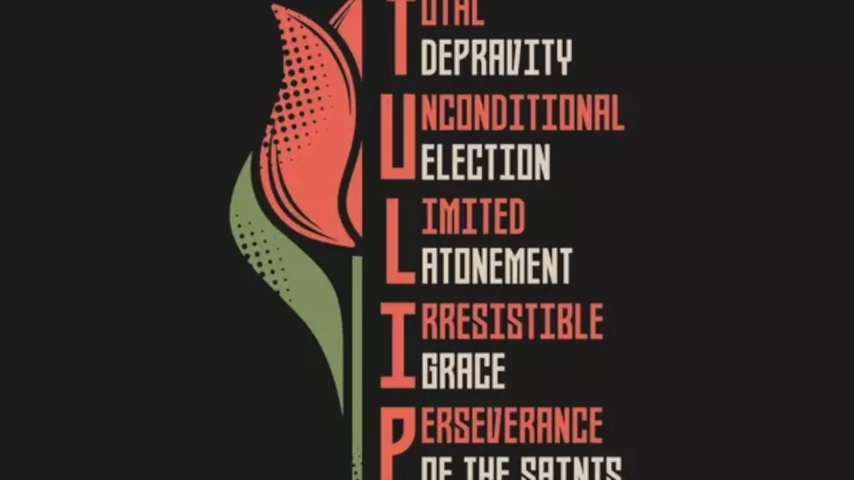 TOTAL
DEPRAVITY
UNCONDITIONAL
ELECTION
LIMITED
ATONEMENT
IRRESISTIBLE
GRACE
PERSEVERANCE
OF THE SAINTS